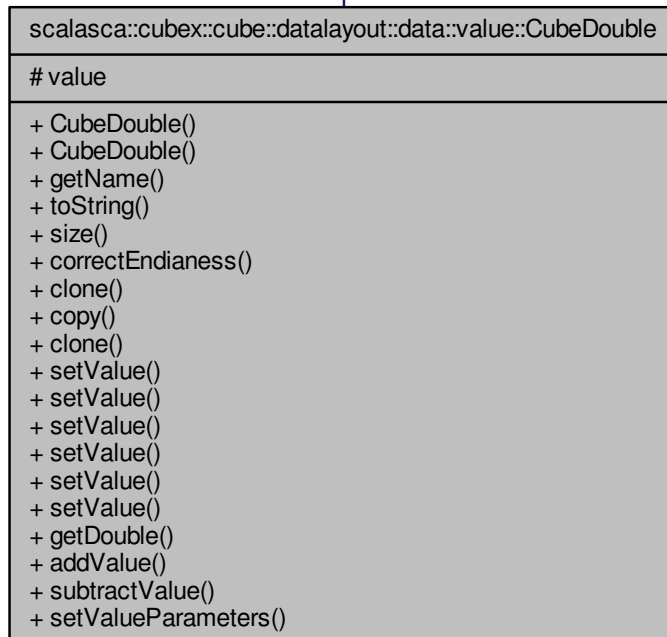 scalasca::cubex::cube::datalayout::data::value::CubeDouble
# value
+ CubeDouble()
+ CubeDouble()
+ getName()
+ toString()
+ size()
+ correctEndianess()
+ clone()
+ copy()
+ clone()
+ setValue()
+ setValue()
+ setValue()
+ setValue()
+ setValue()
+ setValue()
+ getDouble()
+ addValue()
+ subtractValue()
+ setValueParameters()